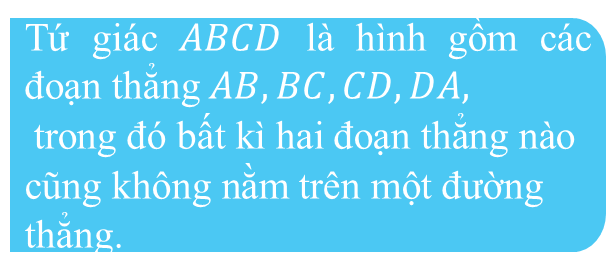 Tứ giác ABCD là hình gồm các
đoạn thẳng AB, BC, CD, DA,
trong đó bất kì hai đoạn thẳng nào
cũng không nằm trên một đường
thẳng.